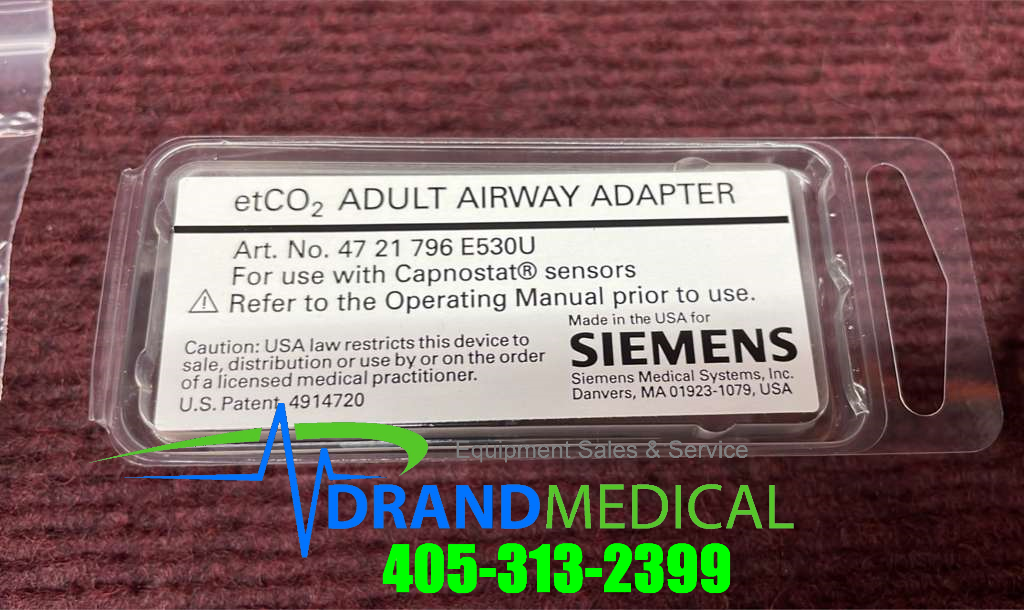 etCO₂ ADULT AIRWAY ADAPTER
Art. No. 47 21 796 E530U
For use with Capnostat® sensors
⚠ Refer to the Operating Manual prior to use.
Made in the USA for
SIEMENS
Siemens Medical Systems, Inc.
Danvers, MA 01923-1079, USA
Caution: USA law restricts this device to
sale, distribution or use by or on the order
of a licensed medical practitioner.
U.S. Patent 4914720
Equipment Sales & Service
DRANDMEDICAL
405-313-2399